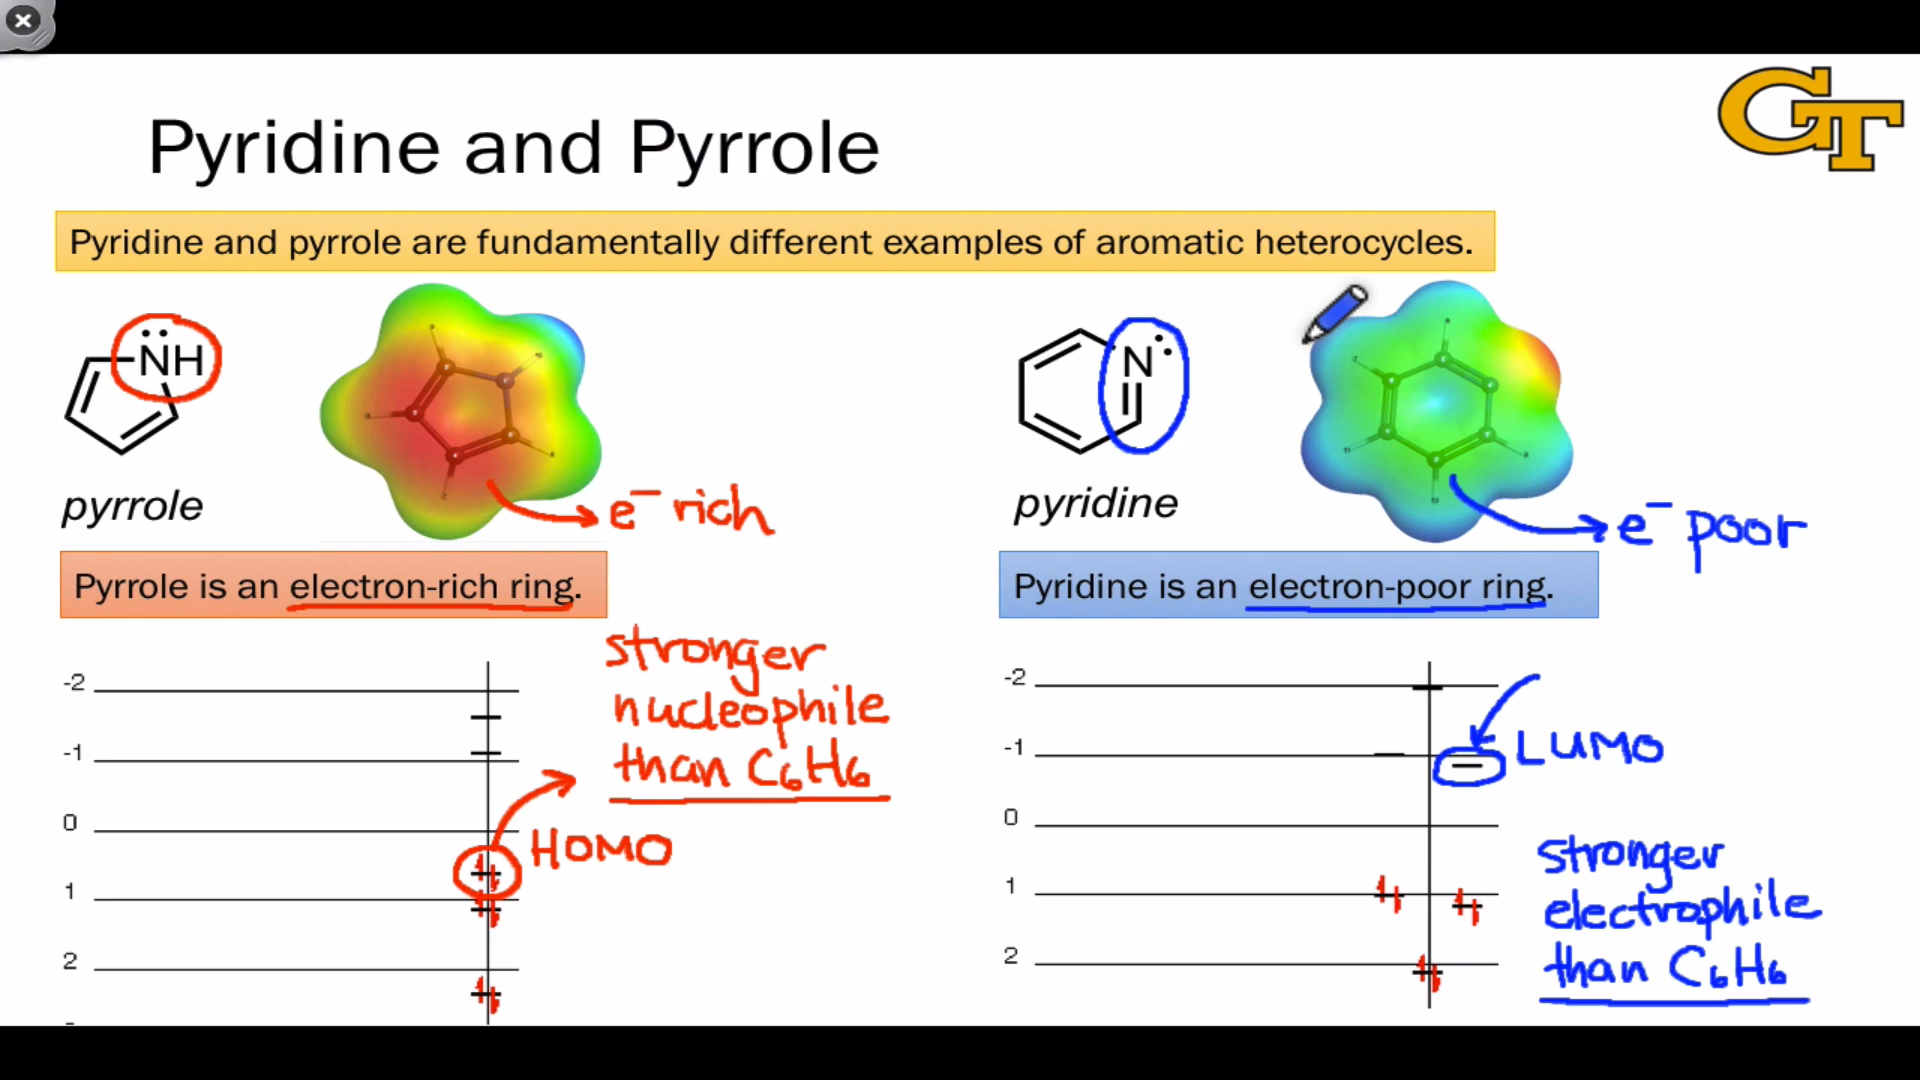 GT
Pyridine and Pyrrole
Pyridine and pyrrole are fundamentally different examples of aromatic heterocycles.
NH
pyrrole
e⁻ rich
Pyrrole is an electron-rich ring.
stronger
nucleophile
than C₆H₆
HOMO
-2
-1
0
1
2
N
pyridine
e⁻ poor
Pyridine is an electron-poor ring.
-2
-1
0
1
2
LUMO
stronger
electrophile
than C₆H₆